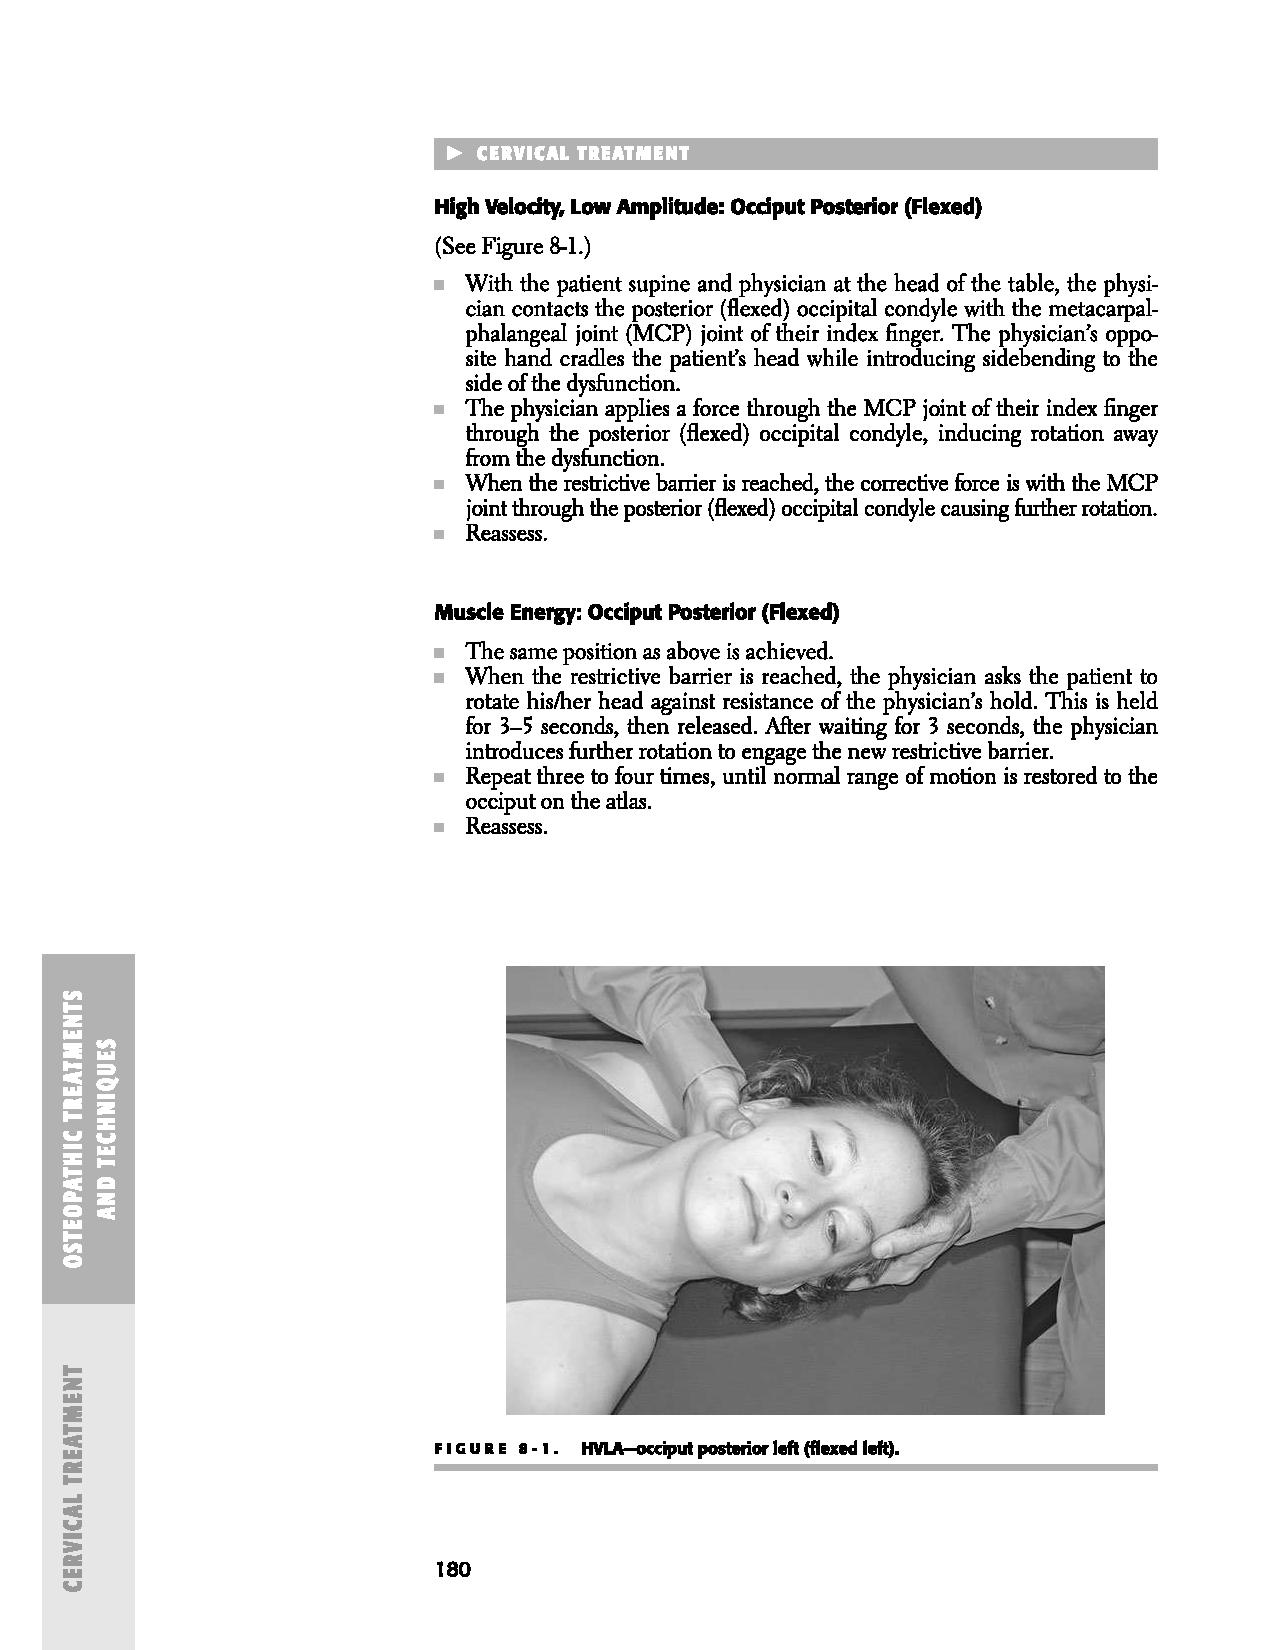 ► CERVICAL TREATMENT
High Velocity, Low Amplitude: Occiput Posterior (Flexed)
(See Figure 8-1.)
■ With the patient supine and physician at the head of the table, the physi-
cian contacts the posterior (flexed) occipital condyle with the metacarpal-
phalangeal joint (MCP) joint of their index finger. The physician's oppo-
site hand cradles the patient's head while introducing sidebending to the
side of the dysfunction.
■ The physician applies a force through the MCP joint of their index finger
through the posterior (flexed) occipital condyle, inducing rotation away
from the dysfunction.
■ When the restrictive barrier is reached, the corrective force is with the MCP
joint through the posterior (flexed) occipital condyle causing further rotation.
■ Reassess.
Muscle Energy: Occiput Posterior (Flexed)
■ The same position as above is achieved.
■ When the restrictive barrier is reached, the physician asks the patient to
rotate his/her head against resistance of the physician's hold. This is held
for 3–5 seconds, then released. After waiting for 3 seconds, the physician
introduces further rotation to engage the new restrictive barrier.
■ Repeat three to four times, until normal range of motion is restored to the
occiput on the atlas.
■ Reassess.
OSTEOPATHIC TREATMENTS
AND TECHNIQUES
CERVICAL TREATMENT
FIGURE 8-1. HVLA—occiput posterior left (flexed left).
180